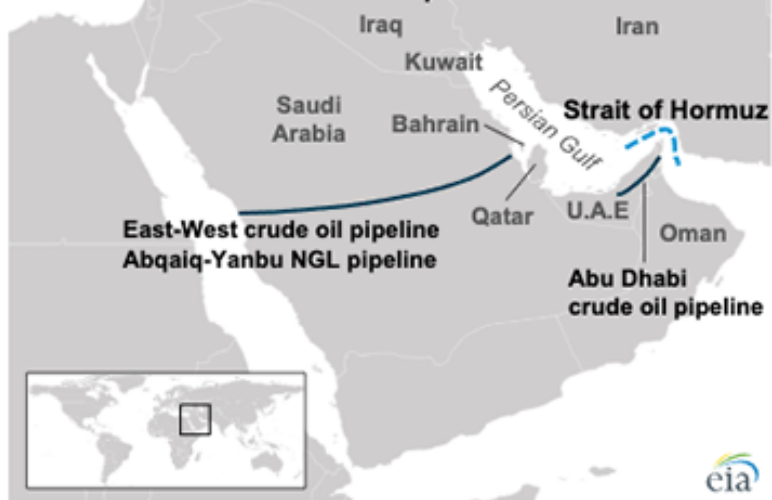 Iraq
Iran
Kuwait
Persian Gulf
Strait of Hormuz
Saudi
Arabia
Bahrain
Qatar
U.A.E
Oman
East-West crude oil pipeline
Abqaiq-Yanbu NGL pipeline
Abu Dhabi
crude oil pipeline
eia